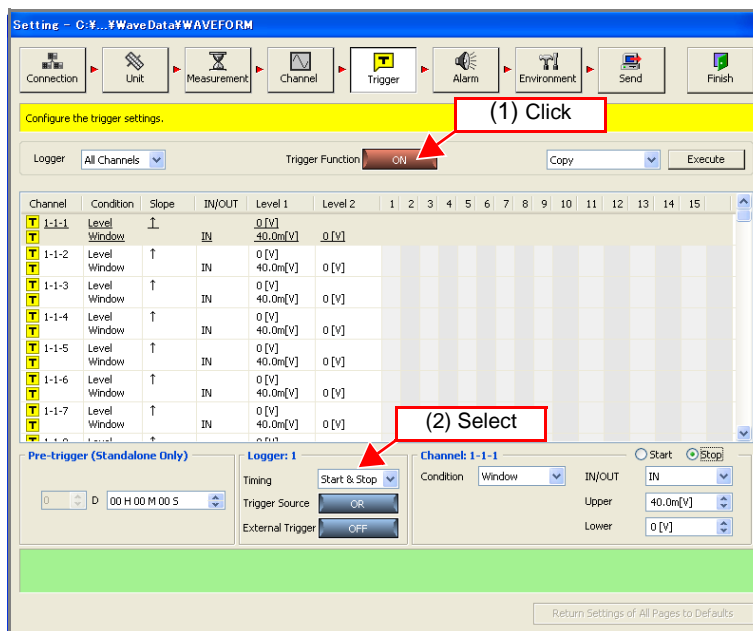 Setting - C:¥...¥WaveData¥WAVEFORM
Connection Unit Measurement Channel Trigger Alarm Environment Send Finish
(1) Click
Configure the trigger settings.
Logger All Channels Trigger Function ON Copy Execute
Channel Condition Slope IN/OUT Level 1 Level 2 1 2 3 4 5 6 7 8 9 10 11 12 13 14 15
T 1-1-1 Level ↑ 0 [V]
T Window IN 40.0m[V] 0 [V]
T 1-1-2 Level ↑ 0 [V]
T Window IN 40.0m[V] 0 [V]
T 1-1-3 Level ↑ 0 [V]
T Window IN 40.0m[V] 0 [V]
T 1-1-4 Level ↑ 0 [V]
T Window IN 40.0m[V] 0 [V]
T 1-1-5 Level ↑ 0 [V]
T Window IN 40.0m[V] 0 [V]
T 1-1-6 Level ↑ 0 [V]
T Window IN 40.0m[V] 0 [V]
T 1-1-7 Level ↑ 0 [V]
T Window IN 40.0m[V] 0 [V]
(2) Select
Pre-trigger (Standalone Only) Logger: 1 Channel: 1-1-1 Start Stop
Timing Start & Stop Condition Window IN/OUT IN
0 D 00 H 00 M 00 S Trigger Source OR Upper 40.0m[V]
External Trigger OFF Lower 0 [V]
Return Settings of All Pages to Defaults